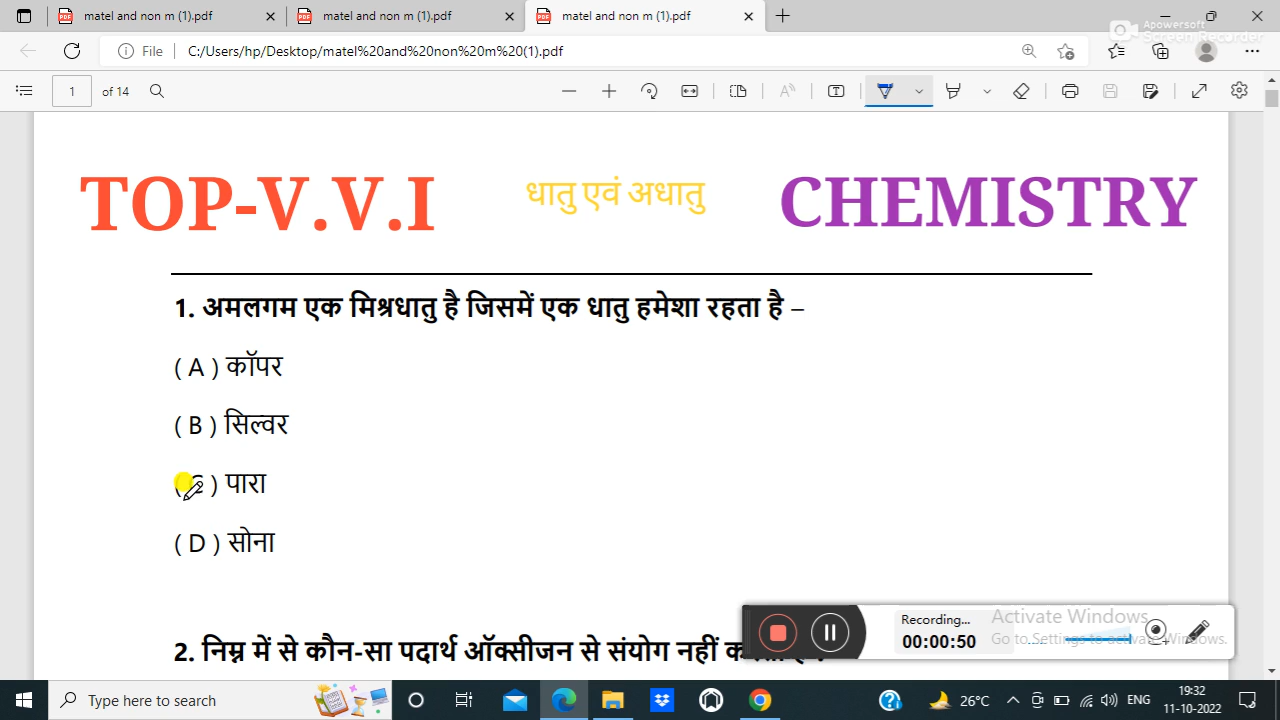 matel and non m (1).pdf
matel and non m (1).pdf
matel and non m (1).pdf
Apowersoft
Screen Recorder
File
C:/Users/hp/Desktop/matel%20and%20non%20m%20(1).pdf
1 of 14
TOP-V.V.I धातु एवं अधातु CHEMISTRY
1. अमलगम एक मिश्रधातु है जिसमें एक धातु हमेशा रहता है –
( A ) कॉपर
( B ) सिल्वर
( C ) पारा
( D ) सोना
2. निम्न में से कौन-सा पदार्थ ऑक्सीजन से संयोग नहीं
Recording...
00:00:50
Activate Windows
Go to Settings to activate Windows.
Type here to search
26°C
ENG
19:32
11-10-2022